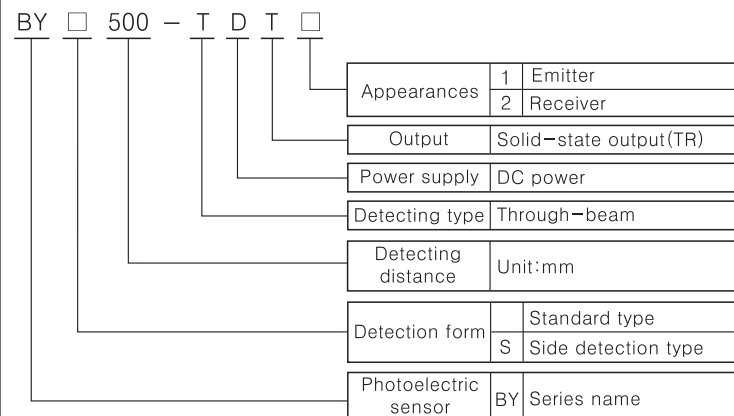 BY □ 500 - T D T □
Appearances 1 Emitter
2 Receiver
Output Solid-state output(TR)
Power supply DC power
Detecting type Through-beam
Detecting distance Unit:mm
Detection form Standard type
S Side detection type
Photoelectric sensor BY Series name